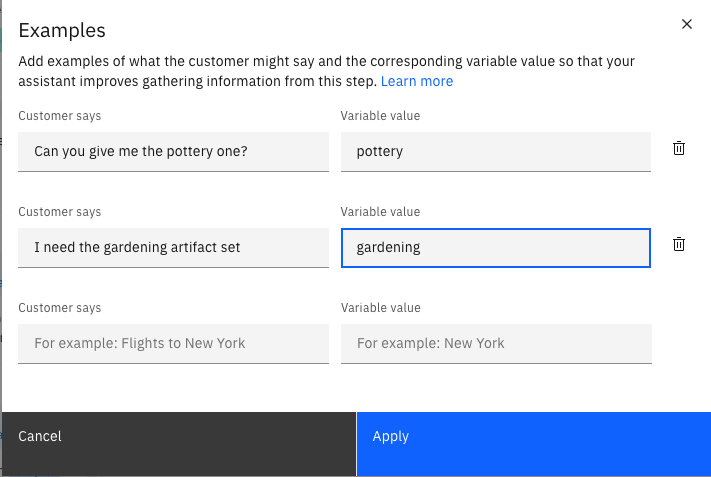 Examples
Add examples of what the customer might say and the corresponding variable value so that your
assistant improves gathering information from this step. Learn more
Customer says
Variable value
Can you give me the pottery one?
pottery
Customer says
Variable value
I need the gardening artifact set
gardening
Customer says
Variable value
For example: Flights to New York
For example: New York
Cancel
Apply